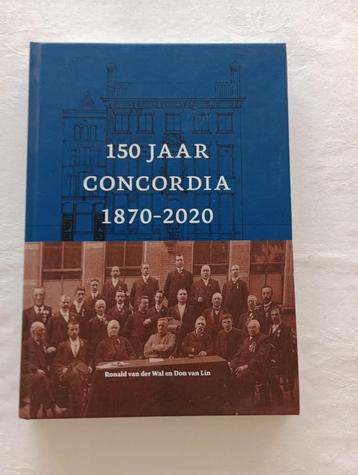 150 JAAR
CONCORDIA
1870-2020
Ronald van der Wal en Don van Lin